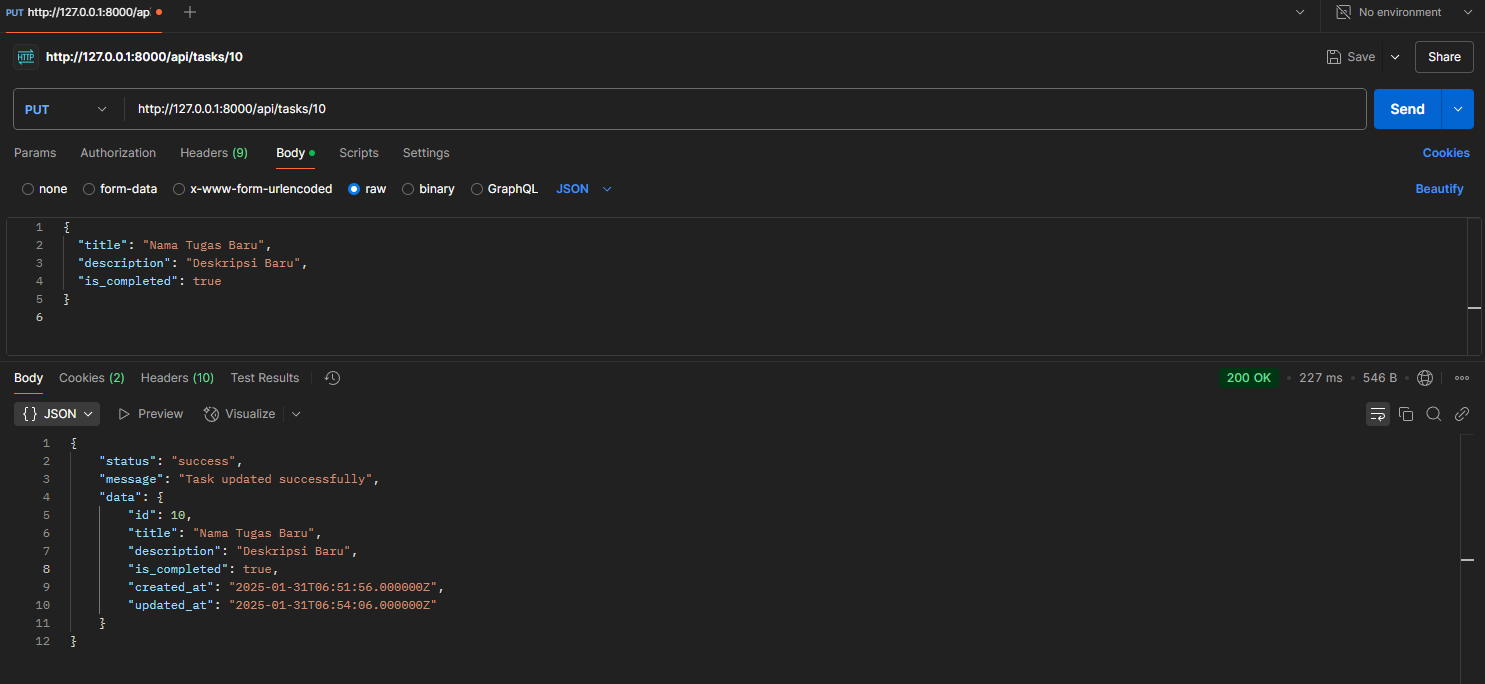 PUT http://127.0.0.1:8000/ap
No environment
HTTP http://127.0.0.1:8000/api/tasks/10
Save
Share
PUT http://127.0.0.1:8000/api/tasks/10
Send
Params Authorization Headers (9) Body Scripts Settings
Cookies
none form-data x-www-form-urlencoded raw binary GraphQL JSON
Beautify
1 {
2 "title": "Nama Tugas Baru",
3 "description": "Deskripsi Baru",
4 "is_completed": true
5 }
6
Body Cookies (2) Headers (10) Test Results
200 OK 227 ms 546 B
{} JSON Preview Visualize
1 {
2 "status": "success",
3 "message": "Task updated successfully",
4 "data": {
5 "id": 10,
6 "title": "Nama Tugas Baru",
7 "description": "Deskripsi Baru",
8 "is_completed": true,
9 "created_at": "2025-01-31T06:51:56.000000Z",
10 "updated_at": "2025-01-31T06:54:06.000000Z"
11 }
12 }